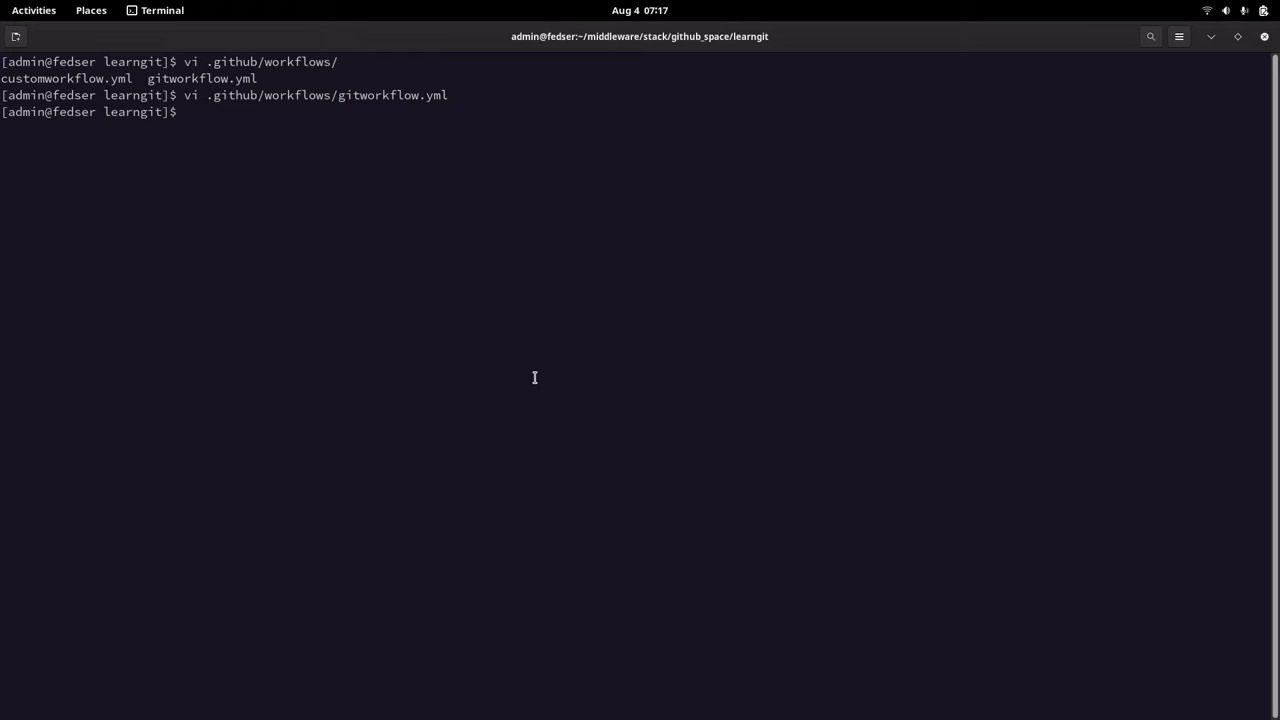 Activities Places Terminal Aug 4 07:17
admin@fedser:~/middleware/stack/github_space/learngit
[admin@fedser learngit]$ vi .github/workflows/
customworkflow.yml  gitworkflow.yml
[admin@fedser learngit]$ vi .github/workflows/gitworkflow.yml
[admin@fedser learngit]$